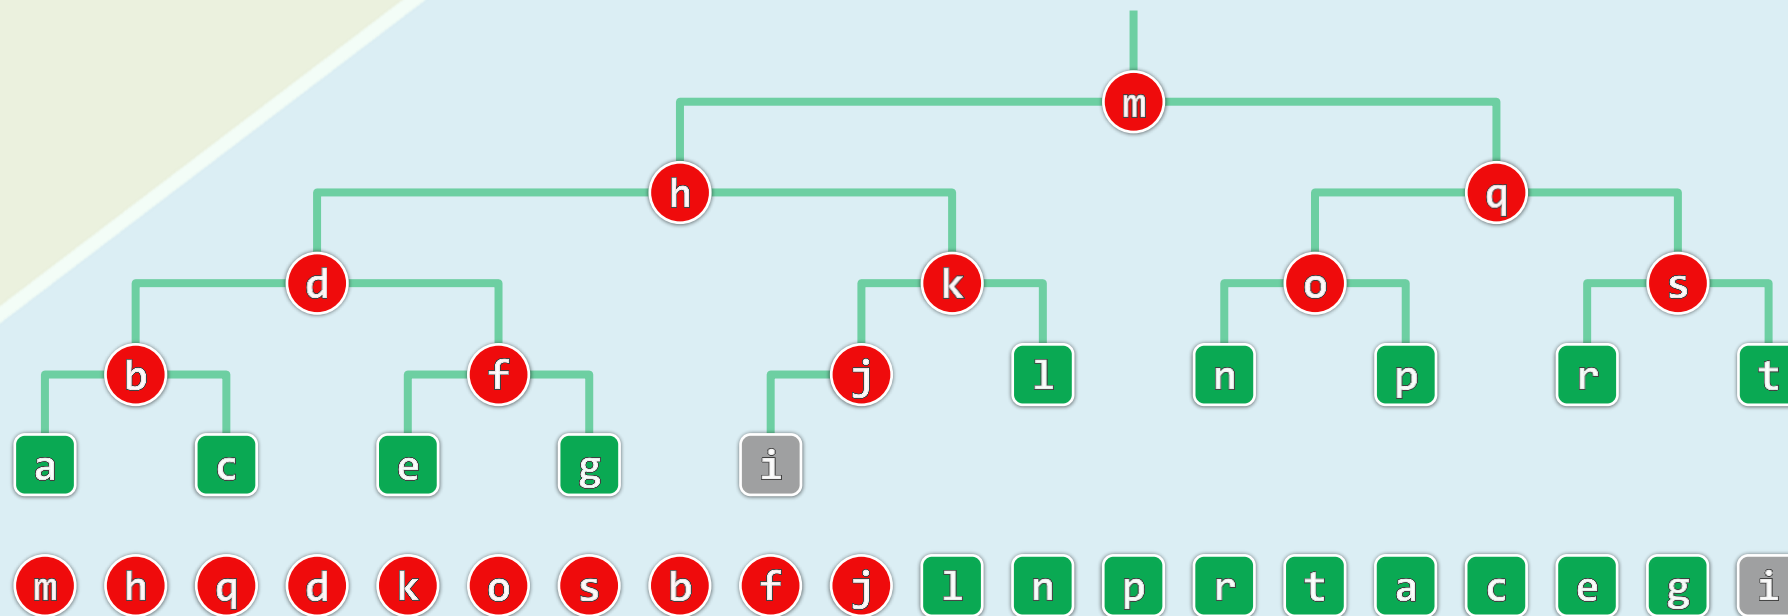 m
h q
d k o s
b f j l n p r t
a c e g i
m h q d k o s b f j l n p r t a c e g i